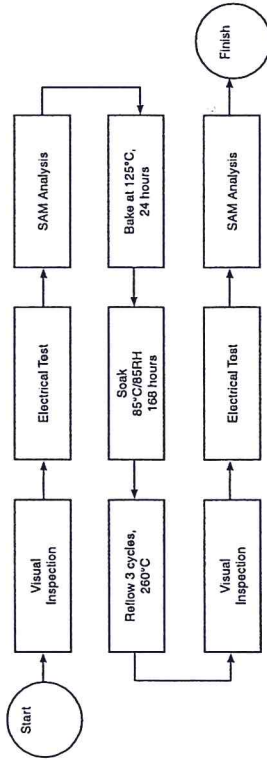 Start
Visual
Inspection
Electrical Test
SAM Analysis
Bake at 125°C,
24 hours
Soak
85°C/85RH
168 hours
Reflow 3 cycles,
260°C
Visual
Inspection
Electrical Test
SAM Analysis
Finish